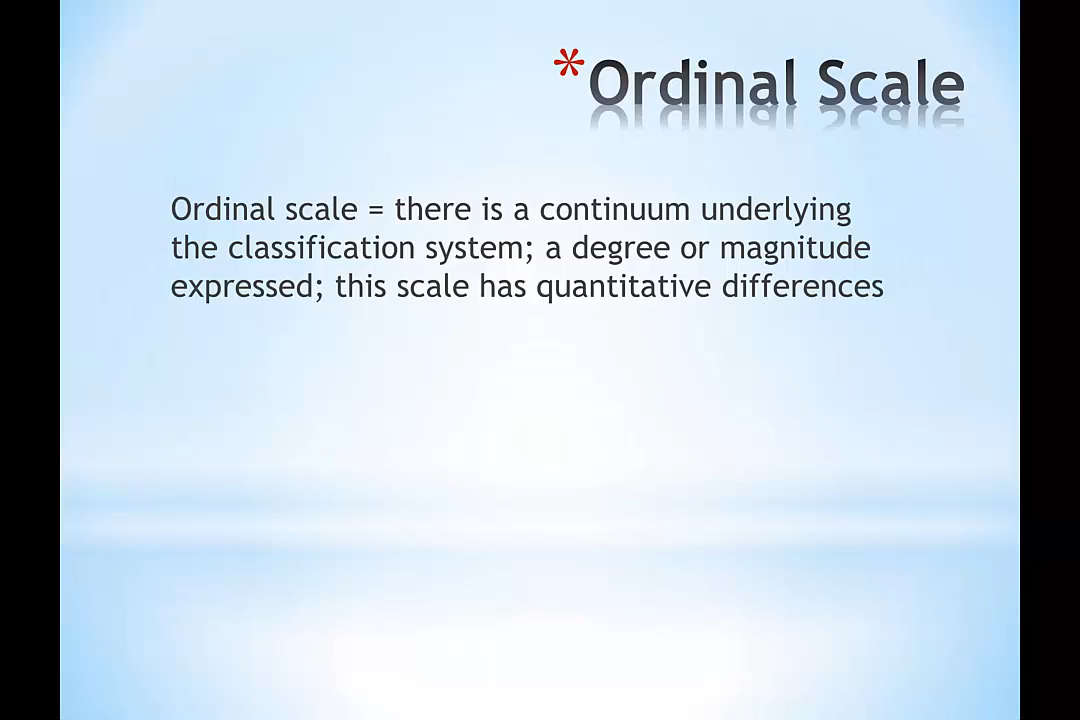 *Ordinal Scale
Ordinal scale = there is a continuum underlying
the classification system; a degree or magnitude
expressed; this scale has quantitative differences